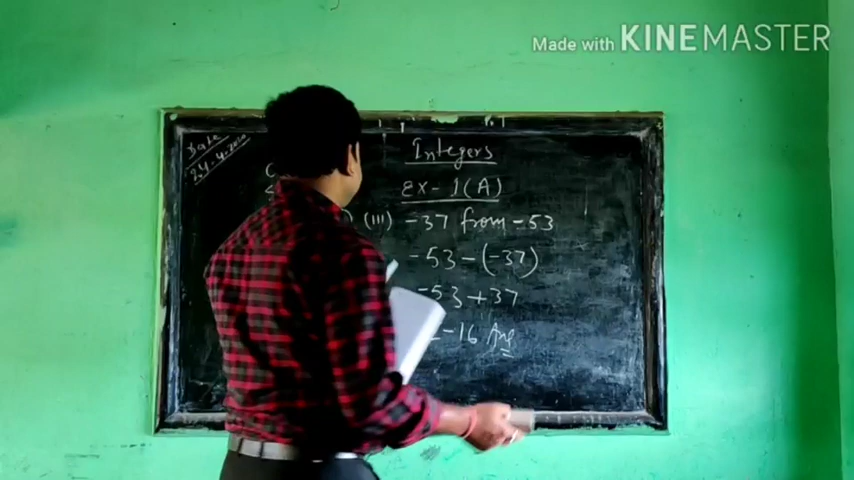 Made with KINEMASTER
Date
24.4.2020
Integers
Ex-1(A)
(iii) -37 from -53
-53-(-37)
-53+37
-16 Ans